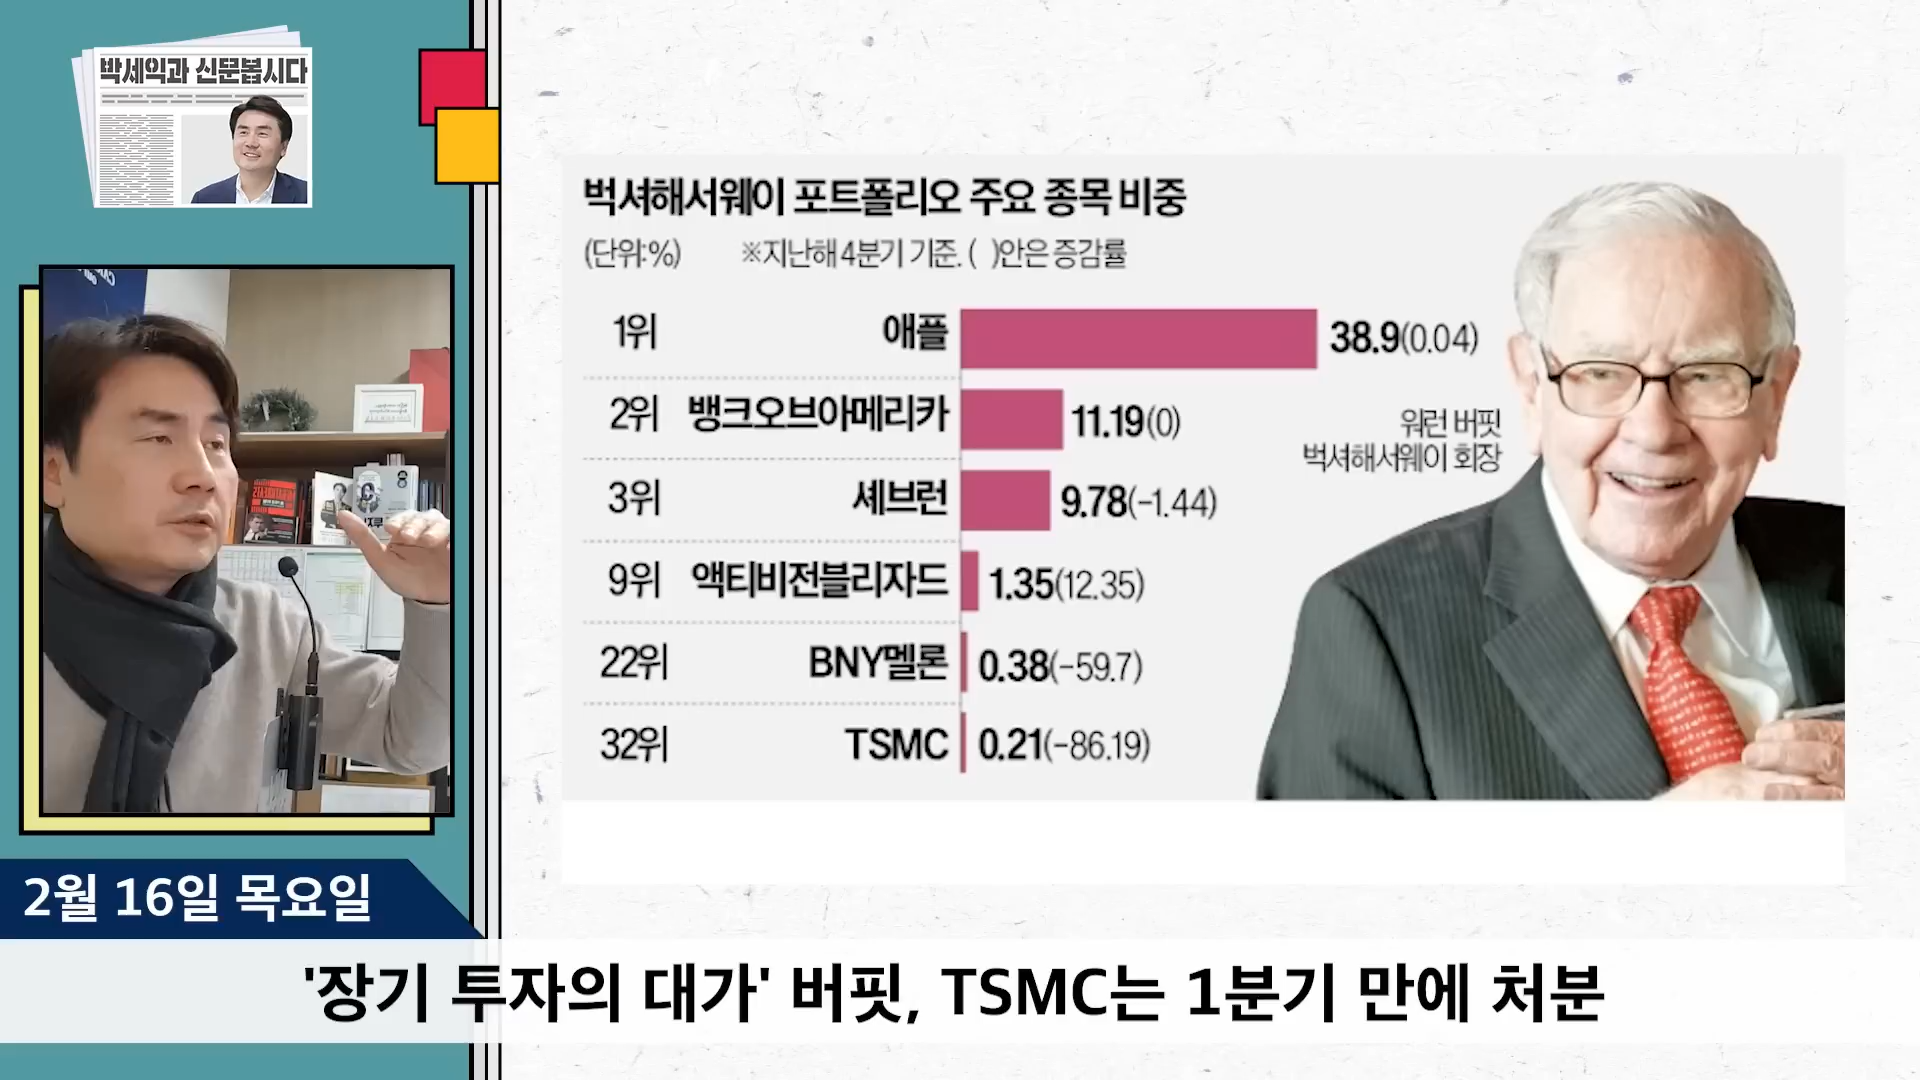 박세익과 신문봅시다
벅셔해서웨이 포트폴리오 주요 종목 비중
(단위:%) ※지난해 4분기 기준. ( )안은 증감률
1위 애플 38.9(0.04)
2위 뱅크오브아메리카 11.19(0)
3위 셰브런 9.78(-1.44)
9위 액티비전블리자드 1.35(12.35)
22위 BNY멜론 0.38(-59.7)
32위 TSMC 0.21(-86.19)
워런 버핏
벅셔해서웨이 회장
2월 16일 목요일
'장기 투자의 대가' 버핏, TSMC는 1분기 만에 처분